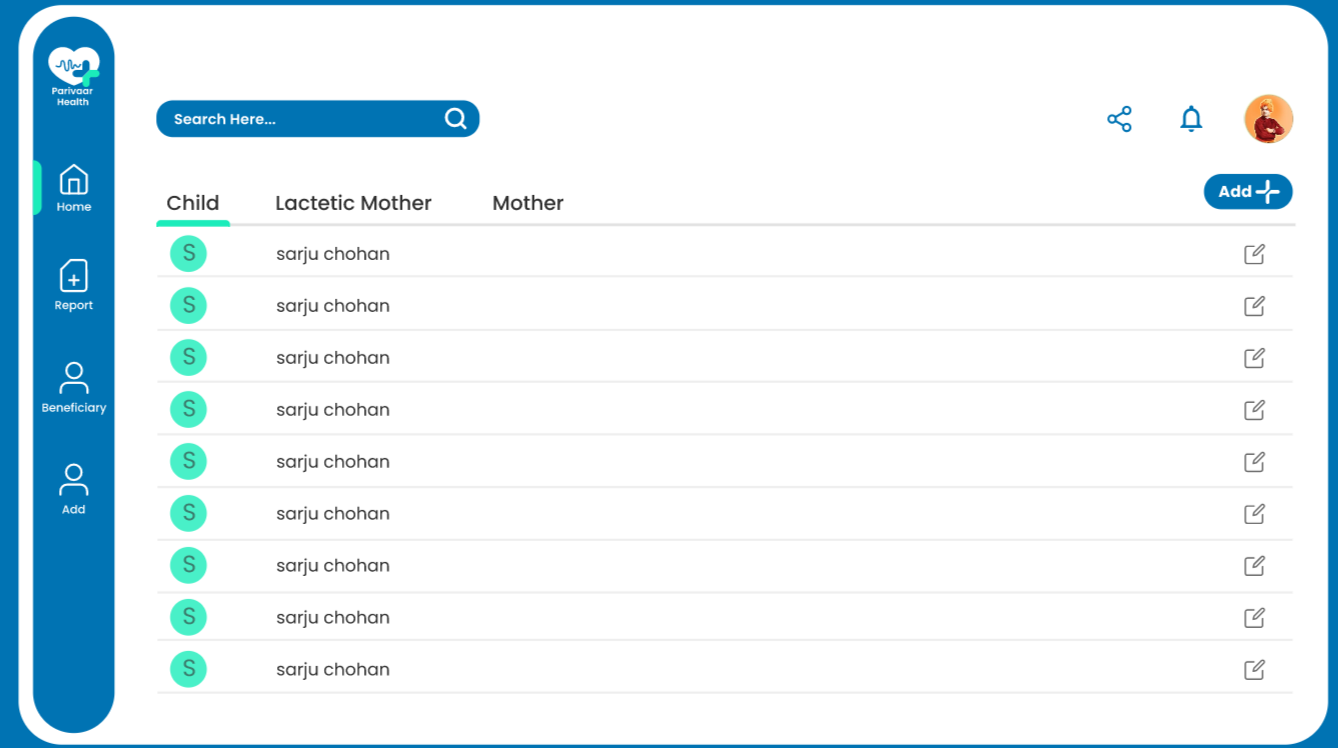 Parivaar
Health
Home
Report
Beneficiary
Add
Search Here...
Add
Child Lactetic Mother Mother
S sarju chohan
S sarju chohan
S sarju chohan
S sarju chohan
S sarju chohan
S sarju chohan
S sarju chohan
S sarju chohan
S sarju chohan